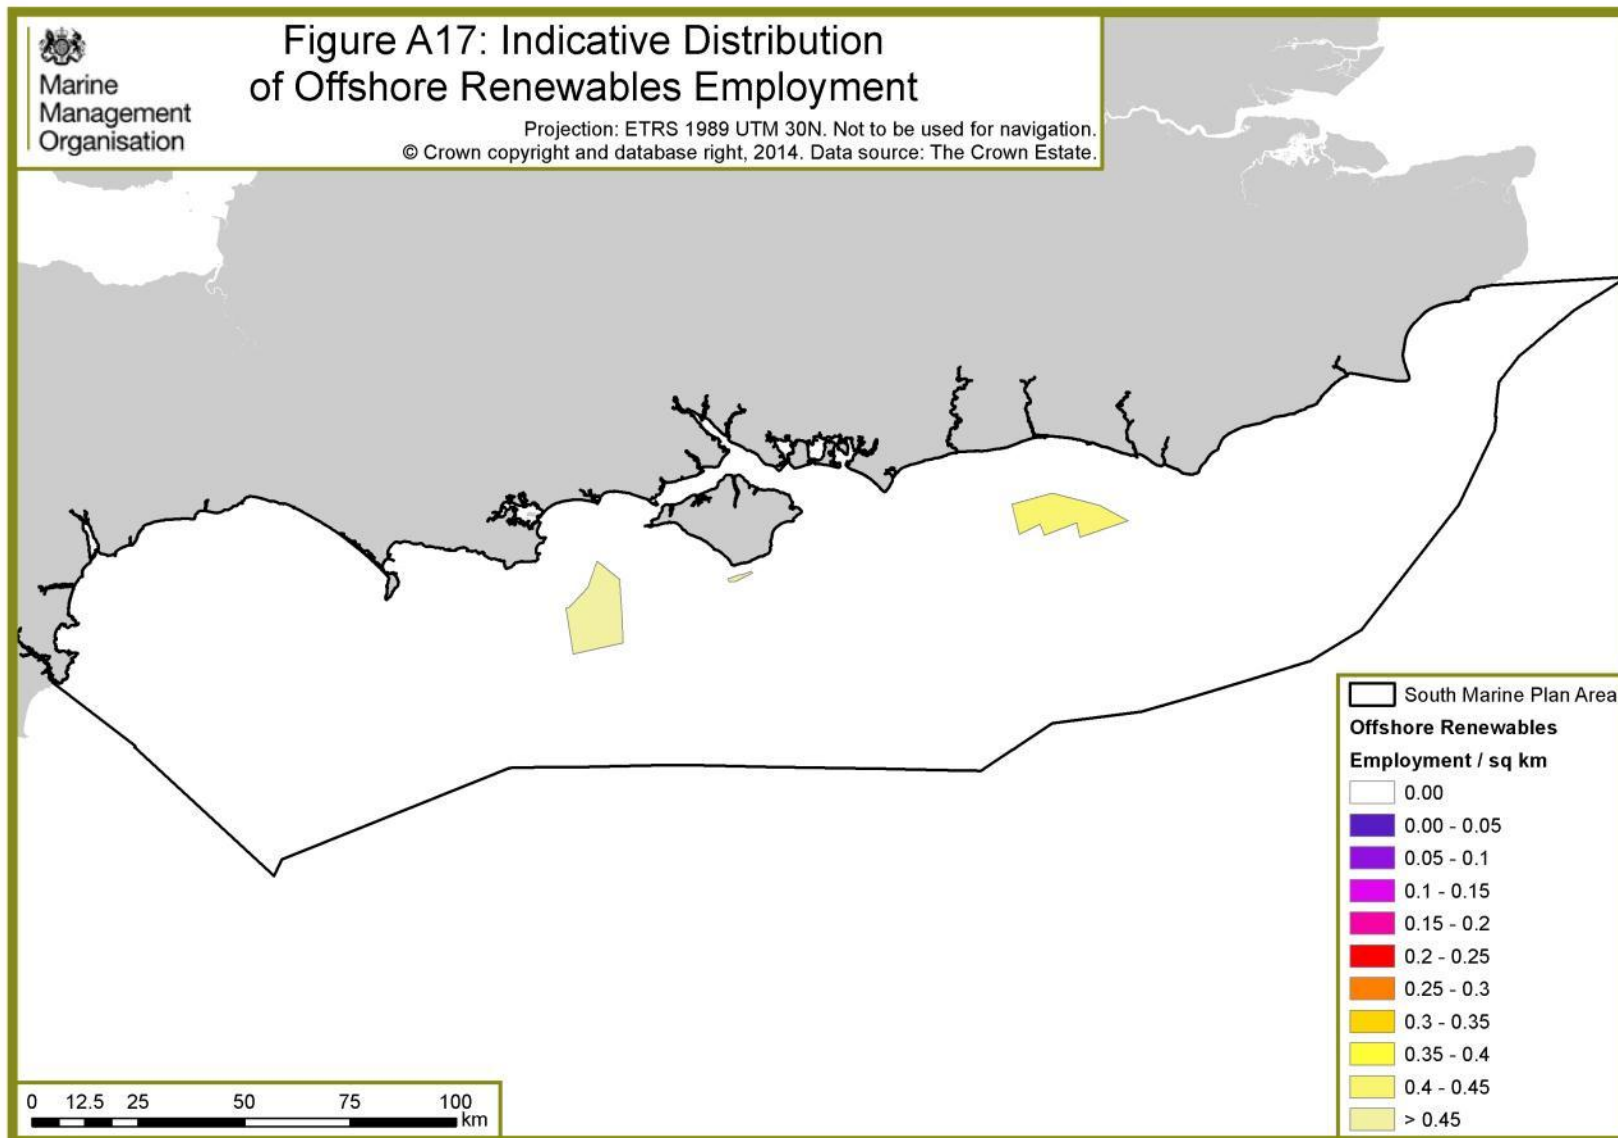 Marine
Management
Organisation
Figure A17: Indicative Distribution
of Offshore Renewables Employment
Projection: ETRS 1989 UTM 30N. Not to be used for navigation.
© Crown copyright and database right, 2014. Data source: The Crown Estate.
South Marine Plan Area
Offshore Renewables
Employment / sq km
0.00
0.00 - 0.05
0.05 - 0.1
0.1 - 0.15
0.15 - 0.2
0.2 - 0.25
0.25 - 0.3
0.3 - 0.35
0.35 - 0.4
0.4 - 0.45
> 0.45
0 12.5 25 50 75 100
km